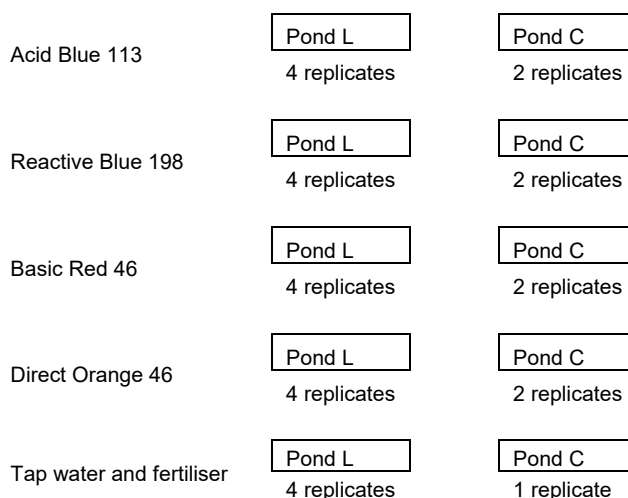 Acid Blue 113
Pond L
4 replicates
Pond C
2 replicates
Reactive Blue 198
Pond L
4 replicates
Pond C
2 replicates
Basic Red 46
Pond L
4 replicates
Pond C
2 replicates
Direct Orange 46
Pond L
4 replicates
Pond C
2 replicates
Tap water and fertiliser
Pond L
4 replicates
Pond C
1 replicate